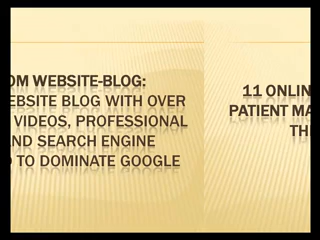 OM WEBSITE-BLOG:
EBSITE BLOG WITH OVER
VIDEOS, PROFESSIONAL
ND SEARCH ENGINE
TO DOMINATE GOOGLE
11 ONLIN
PATIENT MA
TH